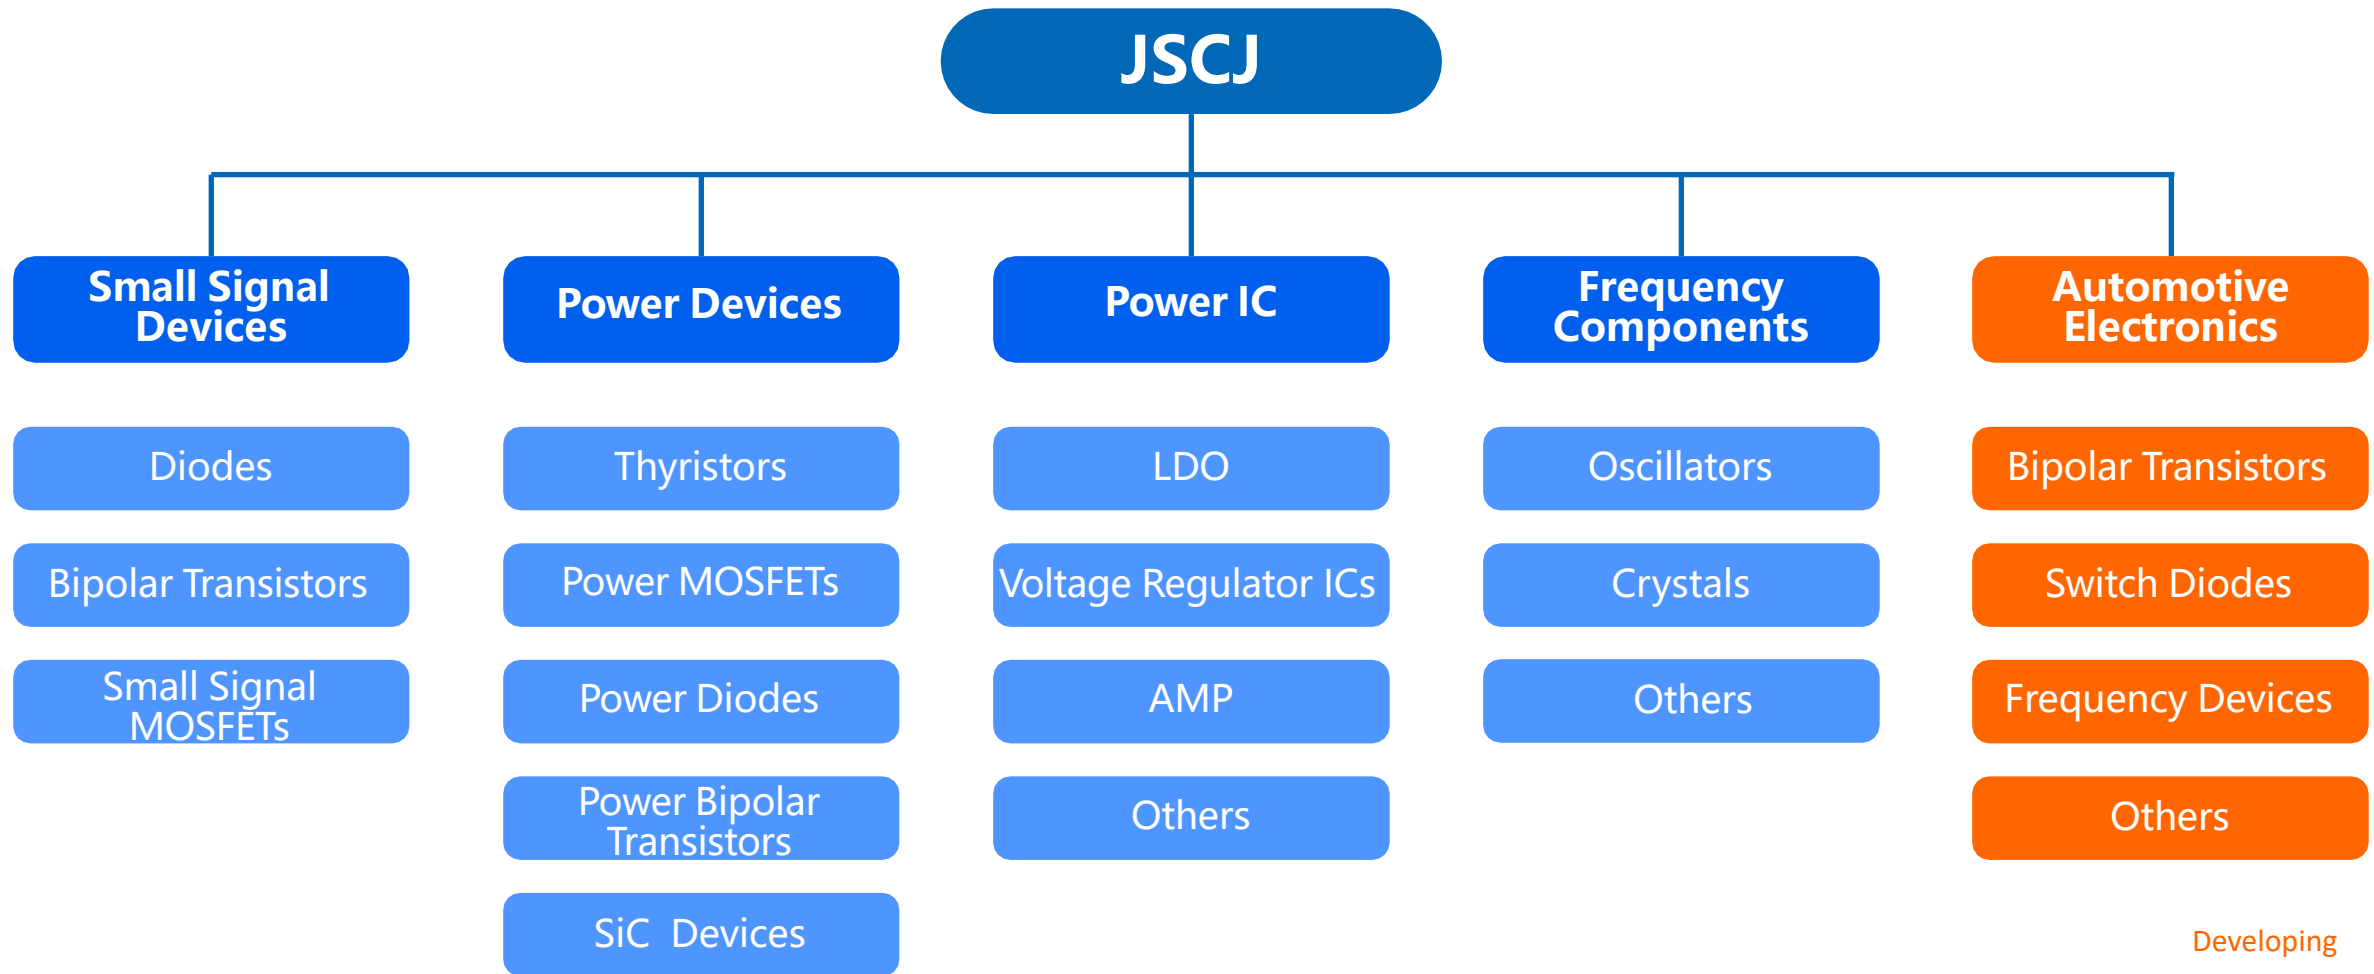 JSCJ
Small Signal
Devices
Power Devices
Power IC
Frequency
Components
Automotive
Electronics
Diodes
Bipolar Transistors
Small Signal
MOSFETs
Thyristors
Power MOSFETs
Power Diodes
Power Bipolar
Transistors
SiC Devices
LDO
Voltage Regulator ICs
AMP
Others
Oscillators
Crystals
Others
Bipolar Transistors
Switch Diodes
Frequency Devices
Others
Developing